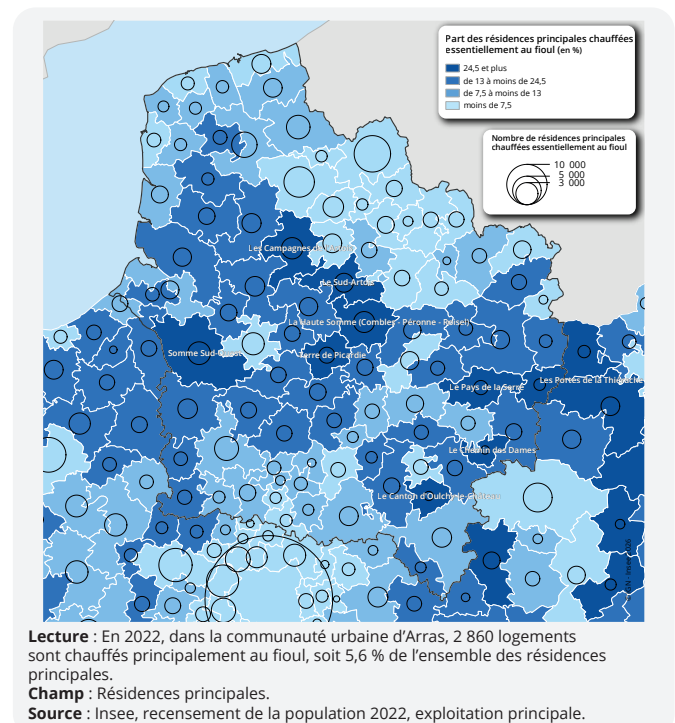 Part des résidences principales chauffées
essentiellement au fioul (en %)
24,5 et plus
de 13 à moins de 24,5
de 7,5 à moins de 13
moins de 7,5
Nombre de résidences principales
chauffées essentiellement au fioul
10 000
5 000
3 000
Les Campagnes de l'Artois
Le Sud-Artois
La Haute Somme (Combles - Péronne - Roisel)
Somme Sud-Ouest
Terre de Picardie
Le Pays de la Serre
Les Portes de la Thiérache
Le Chemin des Dames
Le Canton d'Oulchy-le-Château
Lecture : En 2022, dans la communauté urbaine d’Arras, 2 860 logements
sont chauffés principalement au fioul, soit 5,6 % de l’ensemble des résidences
principales.
Champ : Résidences principales.
Source : Insee, recensement de la population 2022, exploitation principale.